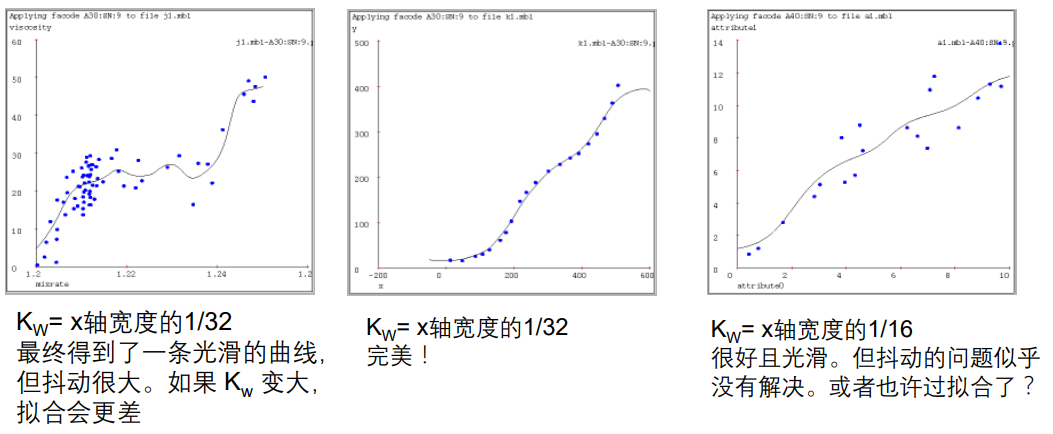 Applying facode A30:SN:9 to file j1.mbl
viscosity
j1.mbl-A30:SN:9.
60
50
40
30
20
10
0
1.2
1.22
1.24
1.2
mixrate
Kw= x轴宽度的1/32
最终得到了一条光滑的曲线，
但抖动很大。如果 Kw 变大，
拟合会更差
Applying facode A30:SN:9 to file k1.mbl
y
k1.mbl-A30:SN:9.
500
400
300
200
100
0
-200
0
200
400
600
x
Kw= x轴宽度的1/32
完美！
Applying facode A40:SN:9 to file a1.mbl
attribute1
a1.mbl-A40:SN:9.
14
12
10
8
6
4
2
0
0
2
4
6
8
10
attribute0
Kw= x轴宽度的1/16
很好且光滑。但抖动的问题似乎
没有解决。或者也许过拟合了？